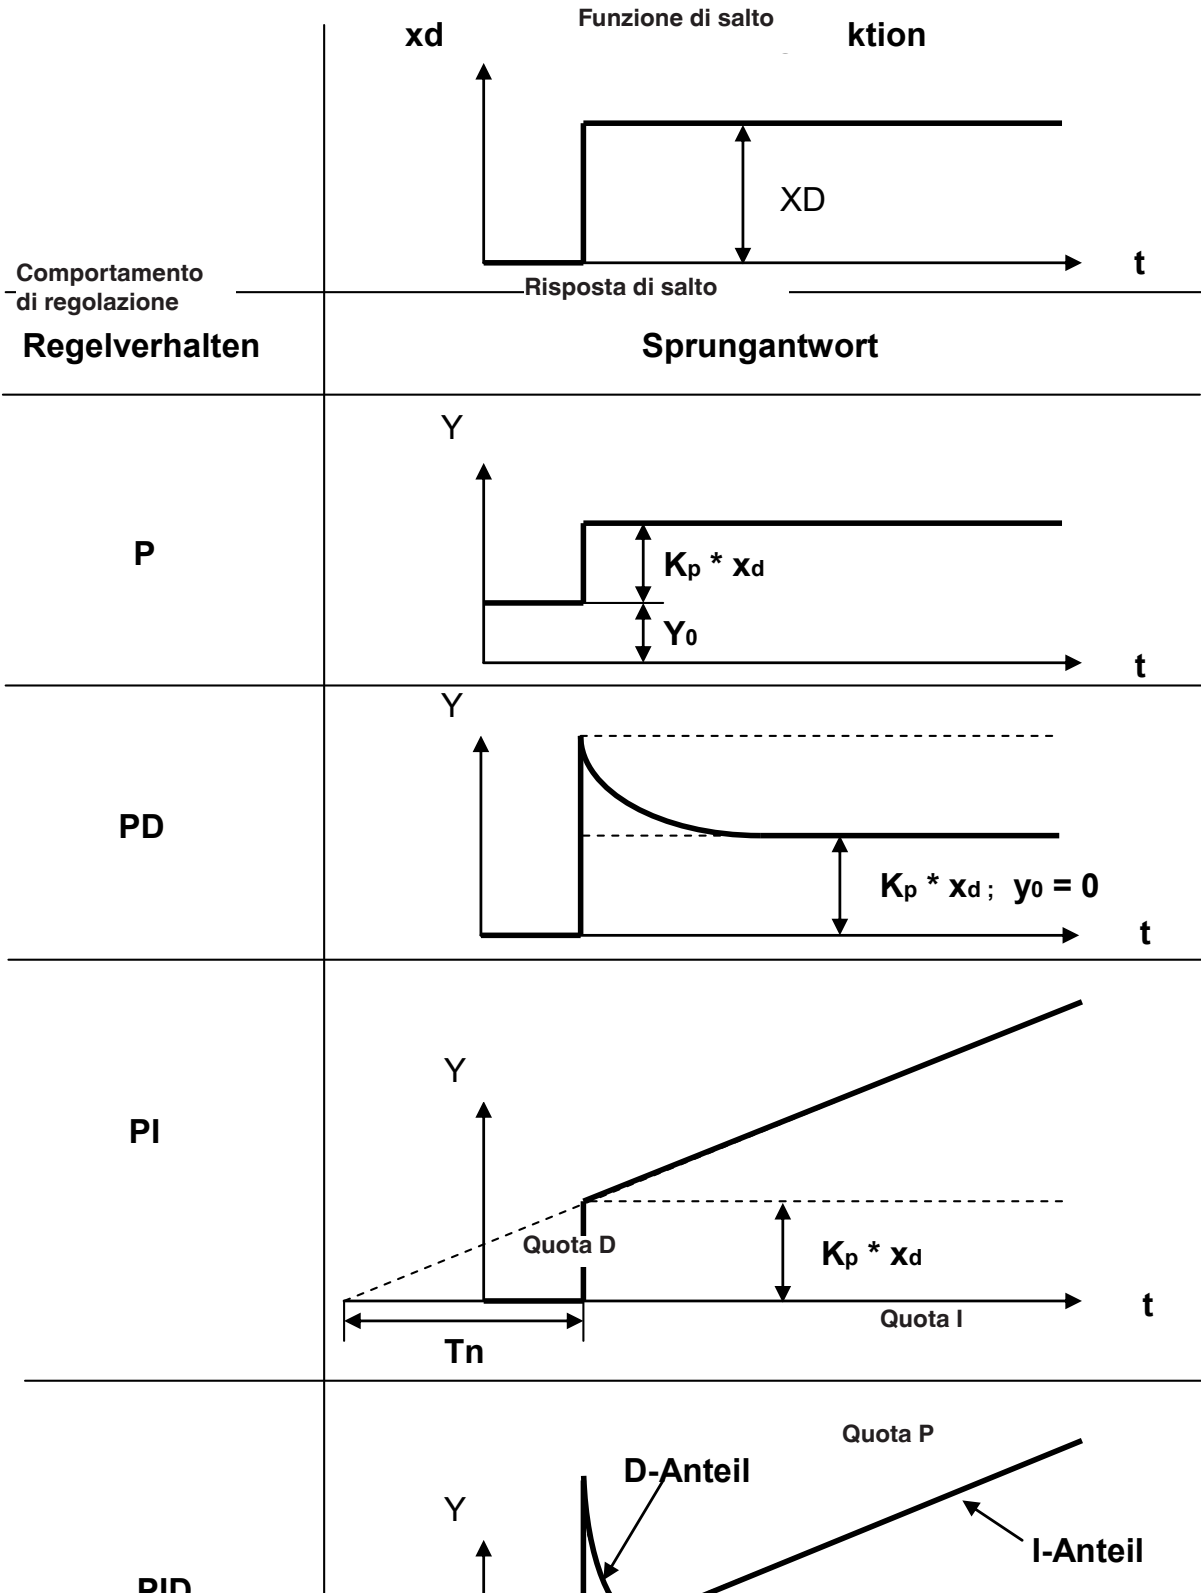 Funzione di salto
xd
ktion
XD
t
Comportamento
di regolazione
Risposta di salto
Regelverhalten
Sprungantwort
Y
P
Kp * xd
Y0
t
Y
PD
Kp * xd ; y0 = 0
t
Y
PI
Quota D
Kp * xd
t
Quota I
Tn
Quota P
D-Anteil
Y
I-Anteil
PID